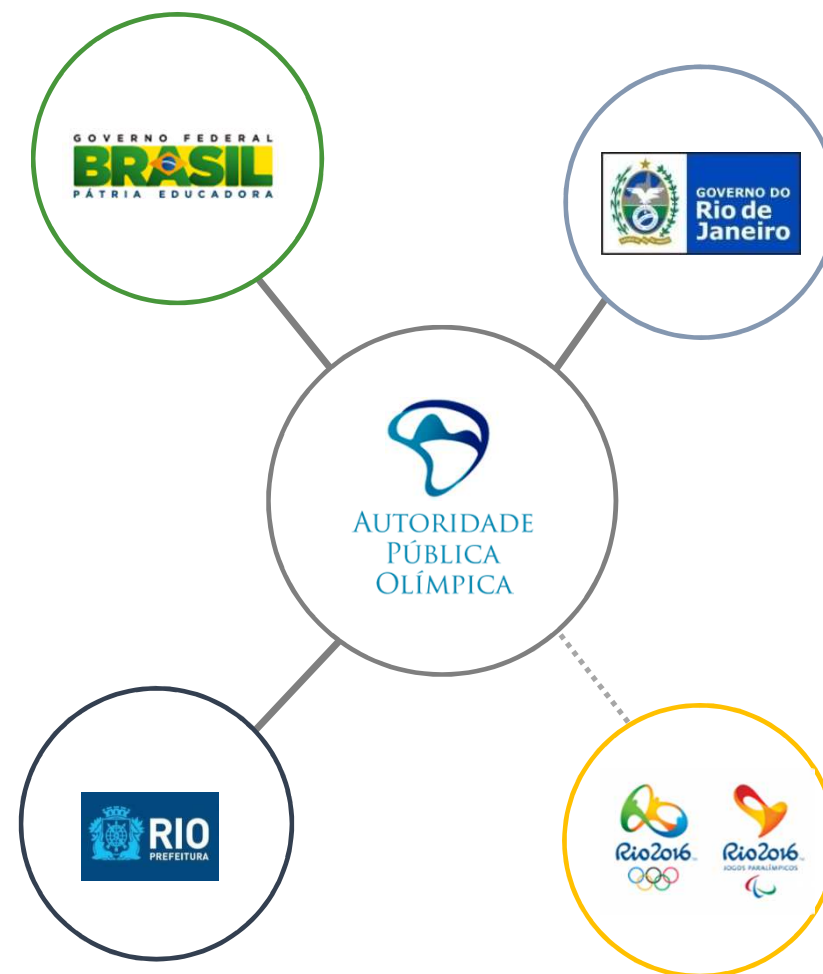 GOVERNO FEDERAL
BRASIL
PÁTRIA EDUCADORA
GOVERNO DO
Rio de
Janeiro
AUTORIDADE
PÚBLICA
OLÍMPICA
RIO
PREFEITURA
Rio2016
Rio2016
JOGOS PARALÍMPICOS